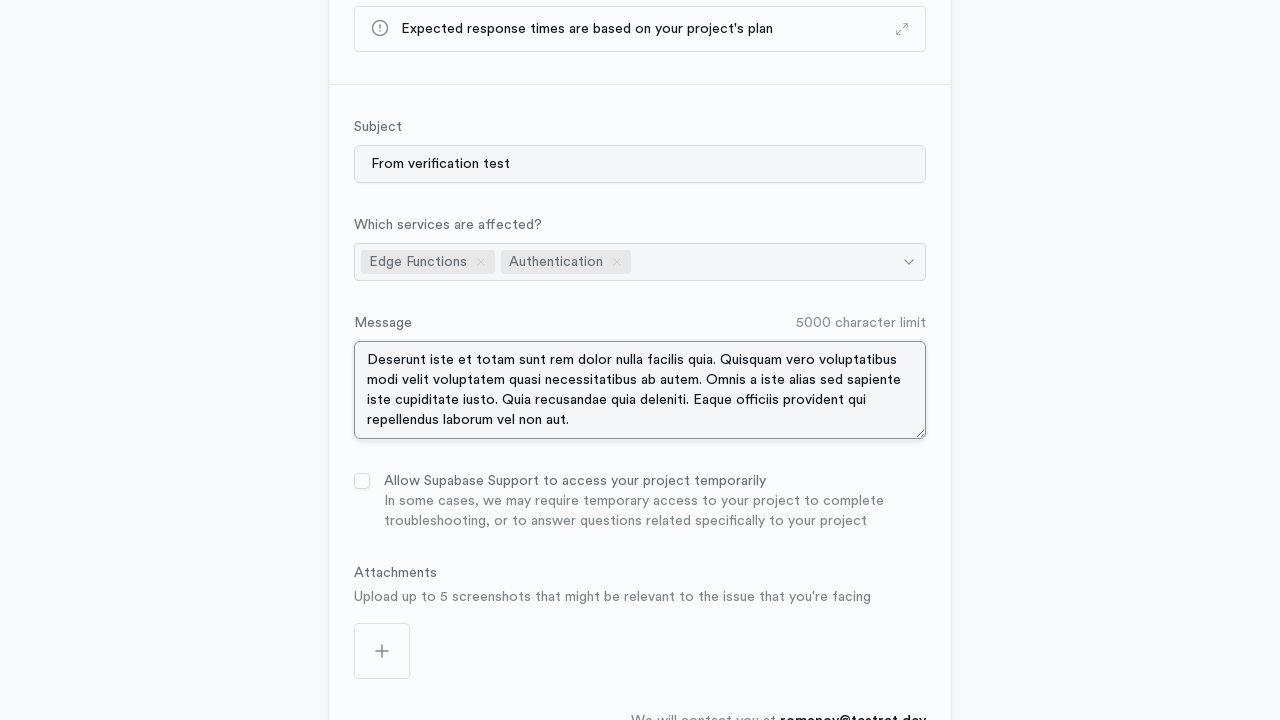 Expected response times are based on your project's plan
Subject
From verification test
Which services are affected?
Edge Functions Authentication
Message 5000 character limit
Deserunt iste et totam sunt rem dolor nulla facilis quia. Quisquam vero voluptatibus
modi velit voluptatem quasi necessitatibus ab autem. Omnis a iste alias sed sapiente
iste cupiditate iusto. Quia recusandae quia deleniti. Eaque officiis provident qui
repellendus laborum vel non aut.
Allow Supabase Support to access your project temporarily
In some cases, we may require temporary access to your project to complete
troubleshooting, or to answer questions related specifically to your project
Attachments
Upload up to 5 screenshots that might be relevant to the issue that you're facing
We will contact you at